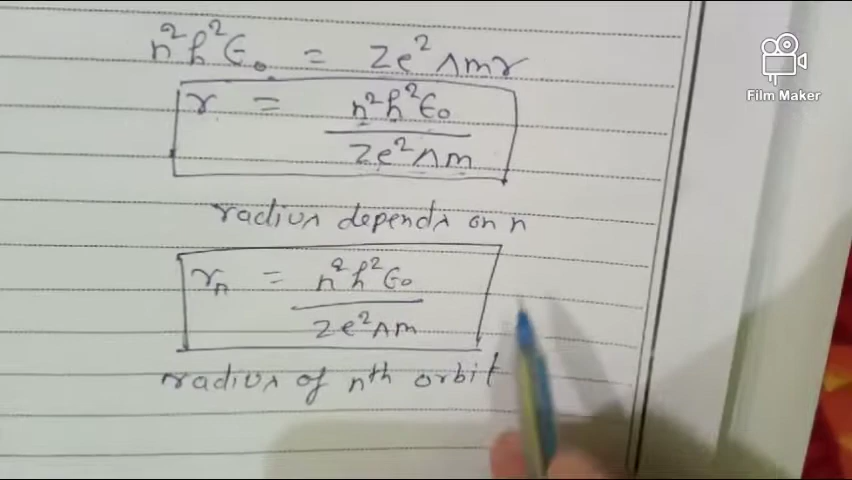 n²h²ϵ₀ = Ze²πmr
r = n²h²ϵ₀ / Ze²πm
radius depends on n
rₙ = n²h²ϵ₀ / Ze²πm
radius of nth orbit
Film Maker